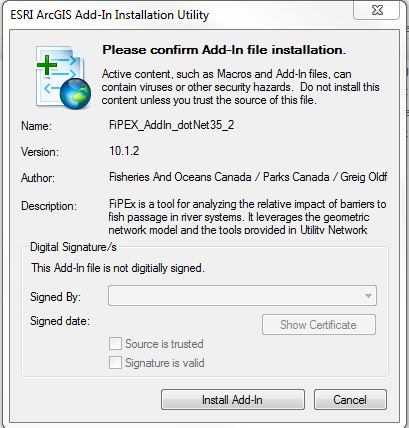 ESRI ArcGIS Add-In Installation Utility
Please confirm Add-In file installation.
Active content, such as Macros and Add-In files, can
contain viruses or other security hazards.  Do not install this
content unless you trust the source of this file.
Name: FiPEX_AddIn_dotNet35_2
Version: 10.1.2
Author: Fisheries And Oceans Canada / Parks Canada / Greig Oldf
Description: FiPEx is a tool for analyzing the relative impact of barriers to
fish passage in river systems. It leverages the geometric
network model and the tools provided in Utility Network
Digital Signature/s
This Add-In file is not digitially signed.
Signed By:
Signed date: Show Certificate
Source is trusted
Signature is valid
Install Add-In Cancel